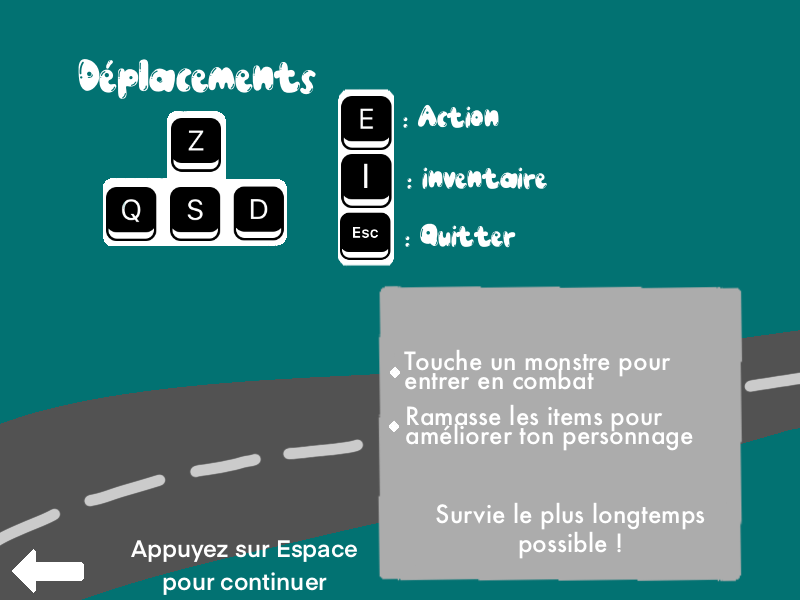 Déplacements
Z
Q S D
E : Action
I : inventaire
Esc : Quitter
Touche un monstre pour
entrer en combat
Ramasse les items pour
améliorer ton personnage
Survie le plus longtemps
possible !
Appuyez sur Espace
pour continuer